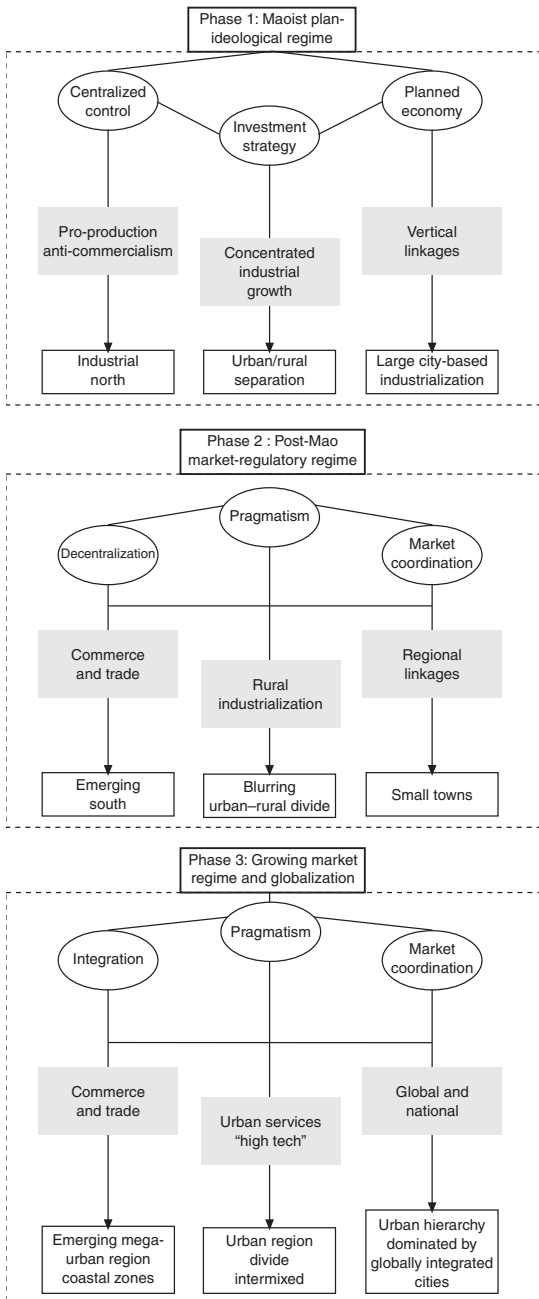 Phase 1: Maoist plan-
ideological regime
Centralized
control
Planned
economy
Investment
strategy
Pro-production
anti-commercialism
Concentrated
industrial
growth
Vertical
linkages
Industrial
north
Urban/rural
separation
Large city-based
industrialization
Phase 2 : Post-Mao
market-regulatory regime
Pragmatism
Decentralization
Market
coordination
Commerce
and trade
Rural
industrialization
Regional
linkages
Emerging
south
Blurring
urban–rural divide
Small towns
Phase 3: Growing market
regime and globalization
Pragmatism
Integration
Market
coordination
Commerce
and trade
Urban services
“high tech”
Global and
national
Emerging mega-
urban region
coastal zones
Urban region
divide
intermixed
Urban hierarchy
dominated by
globally integrated
cities